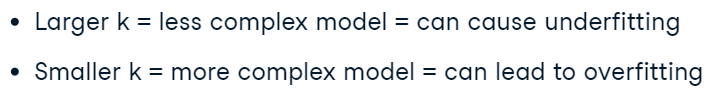 • Larger k = less complex model = can cause underfitting
• Smaller k = more complex model = can lead to overfitting